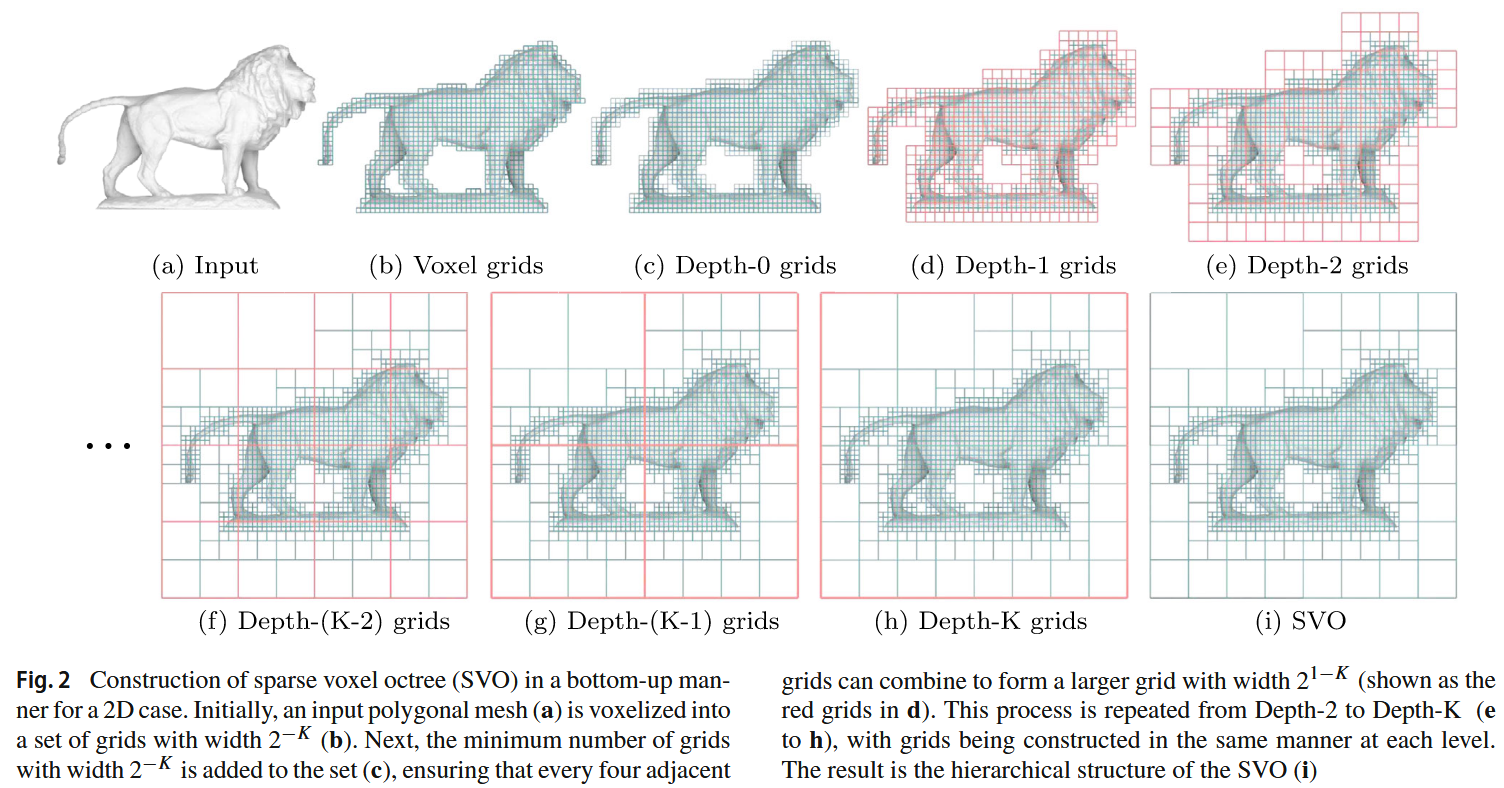 (a) Input
(b) Voxel grids
(c) Depth-0 grids
(d) Depth-1 grids
(e) Depth-2 grids
...
(f) Depth-(K-2) grids
(g) Depth-(K-1) grids
(h) Depth-K grids
(i) SVO
Fig. 2 Construction of sparse voxel octree (SVO) in a bottom-up man-
ner for a 2D case. Initially, an input polygonal mesh (a) is voxelized into
a set of grids with width 2^{−K} (b). Next, the minimum number of grids
with width 2^{−K} is added to the set (c), ensuring that every four adjacent
grids can combine to form a larger grid with width 2^{1−K} (shown as the
red grids in d). This process is repeated from Depth-2 to Depth-K (e
to h), with grids being constructed in the same manner at each level.
The result is the hierarchical structure of the SVO (i)